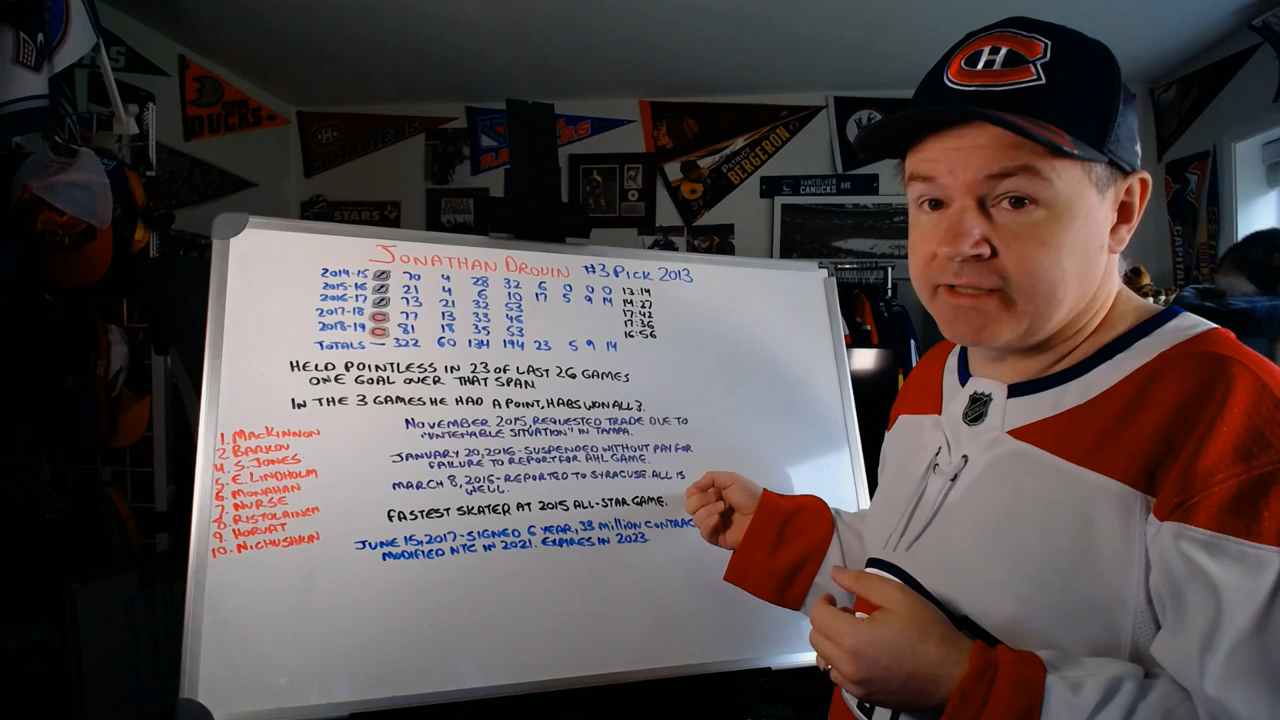 DUCKS
CANADIENS
RANGERS
STARS
PATRICE
BERGERON
VANCOUVER
CANUCKS AVE
CAPITALS
JONATHAN DROUIN #3 PICK 2013
2014-15 70 4 28 32 6 0 0 0 13:14
2015-16 21 4 6 10 17 5 9 14 14:27
2016-17 73 21 32 53 17:42
2017-18 77 13 33 46 17:36
2018-19 81 18 35 53 16:56
TOTALS — 322 60 134 194 23 5 9 14
HELD POINTLESS IN 23 OF LAST 26 GAMES
ONE GOAL OVER THAT SPAN
IN THE 3 GAMES HE HAD A POINT, HABS WON ALL 3.
NOVEMBER 2015, REQUESTED TRADE DUE TO
"UNTENABLE SITUATION" IN TAMPA.
JANUARY 20, 2016 - SUSPENDED WITHOUT PAY FOR
FAILURE TO REPORT FOR AHL GAME.
MARCH 8, 2016 - REPORTED TO SYRACUSE. ALL IS
WELL.
FASTEST SKATER AT 2015 ALL-STAR GAME.
JUNE 15, 2017 - SIGNED 6 YEAR, 33 MILLION CONTRAC
MODIFIED NTC IN 2021. EXPIRES IN 2023.
1. MACKINNON
2 BARKOV
4. S. JONES
5. E. LINDHOLM
6. MONAHAN
7. NURSE
8. RISTOLAINEN
9. HORVAT
10. NICHUSHKIN
NHL